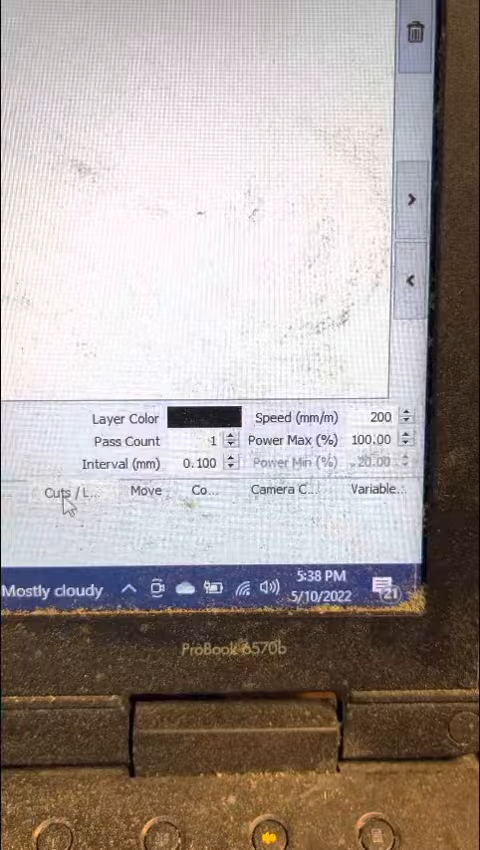 Layer Color Speed (mm/m) 200
Pass Count 1 Power Max (%) 100.00
Interval (mm) 0.100 Power Min (%) 20.00
Cuts / L... Move Co... Camera C... Variable...
Mostly cloudy 5:38 PM
5/10/2022 21
ProBook 6570b